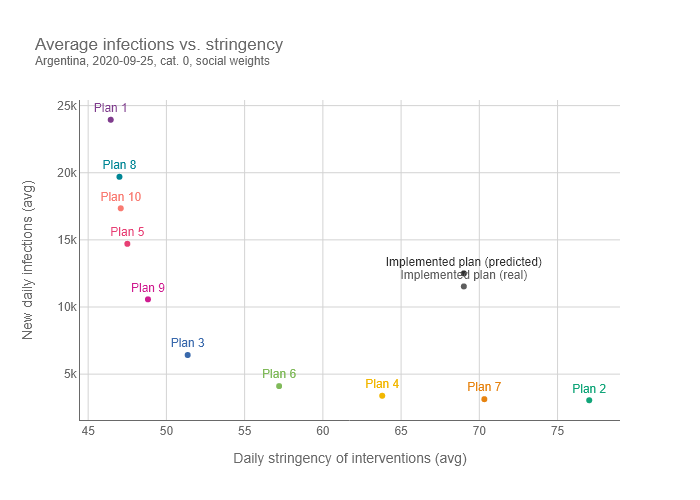 Average infections vs. stringency
Argentina, 2020-09-25, cat. 0, social weights
25k
Plan 1
20k
Plan 8
Plan 10
15k
Plan 5
Implemented plan (predicted)
Implemented plan (real)
10k
Plan 9
Plan 3
5k
Plan 6
Plan 4
Plan 7
Plan 2
New daily infections (avg)
45 50 55 60 65 70 75
Daily stringency of interventions (avg)